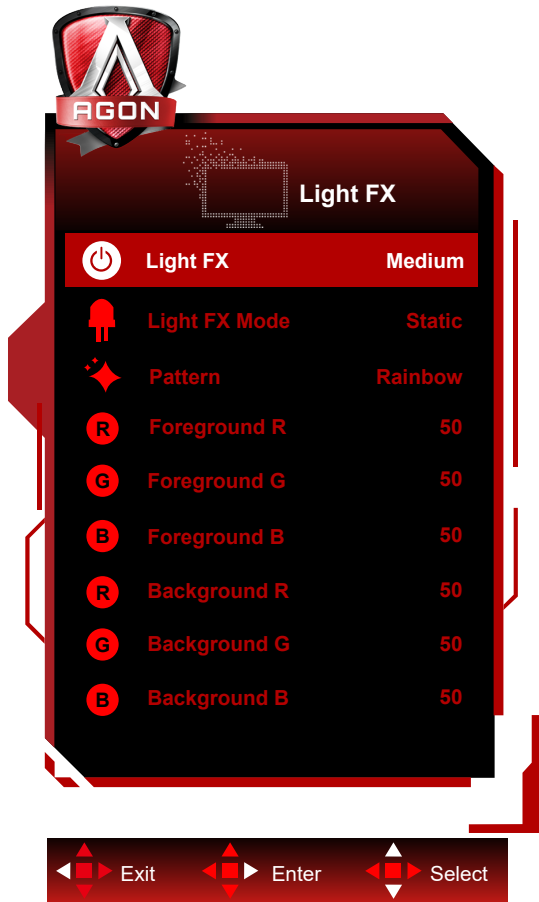 AGON
Light FX
Light FX Medium
Light FX Mode Static
Pattern Rainbow
R Foreground R 50
G Foreground G 50
B Foreground B 50
R Background R 50
G Background G 50
B Background B 50
Exit Enter Select